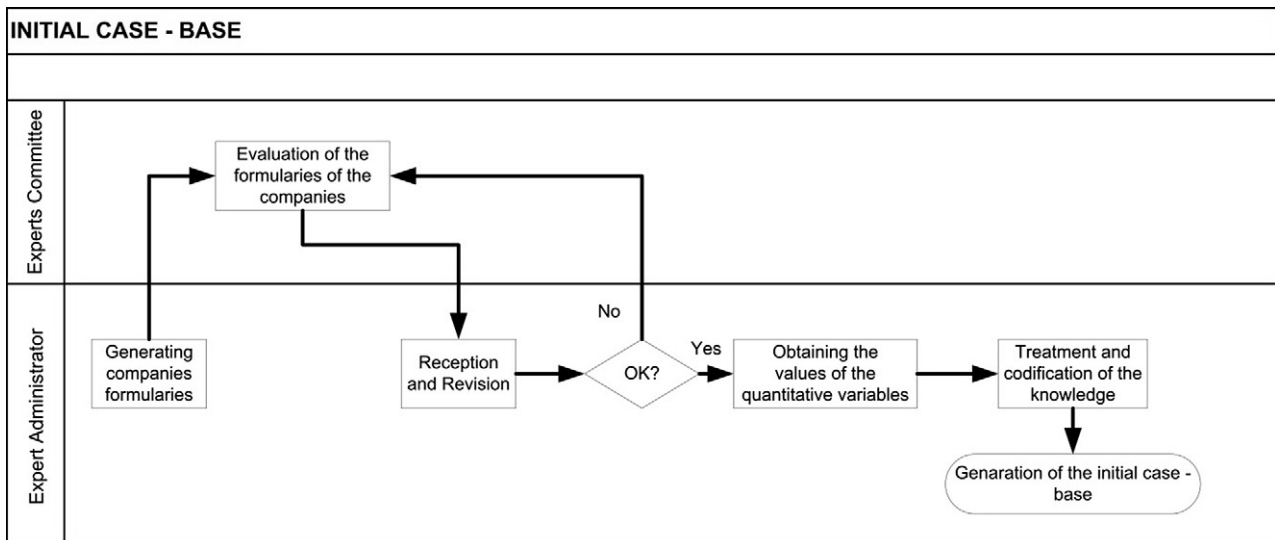 INITIAL CASE - BASE
Experts Committee
Evaluation of the
formularies of the
companies
Expert Administrator
Generating
companies
formularies
Reception
and Revision
No
OK?
Yes
Obtaining the
values of the
quantitative variables
Treatment and
codification of the
knowledge
Genaration of the initial case -
base